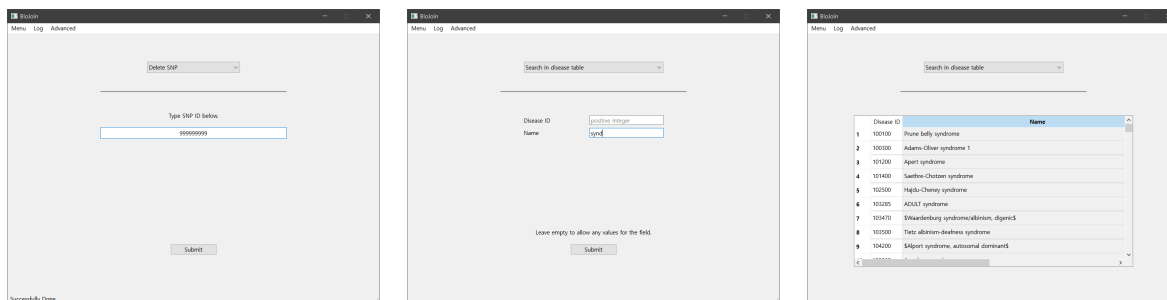 BioJoin
Menu Log Advanced
Delete SNP
Type SNP ID below.
999999999
Submit
Successfully Done
BioJoin
Menu Log Advanced
Search in disease table
Disease ID positive integer
Name synd
Leave empty to allow any values for the field.
Submit
BioJoin
Menu Log Advanced
Search in disease table
Disease ID Name
1 100100 Prune belly syndrome
2 100300 Adams-Oliver syndrome 1
3 101200 Apert syndrome
4 101400 Saethre-Chotzen syndrome
5 102500 Hajdu-Cheney syndrome
6 103285 ADULT syndrome
7 103470 $Waardenburg syndrome/albinism, digenic$
8 103500 Tietz albinism-deafness syndrome
9 104200 $Alport syndrome, autosomal dominant$